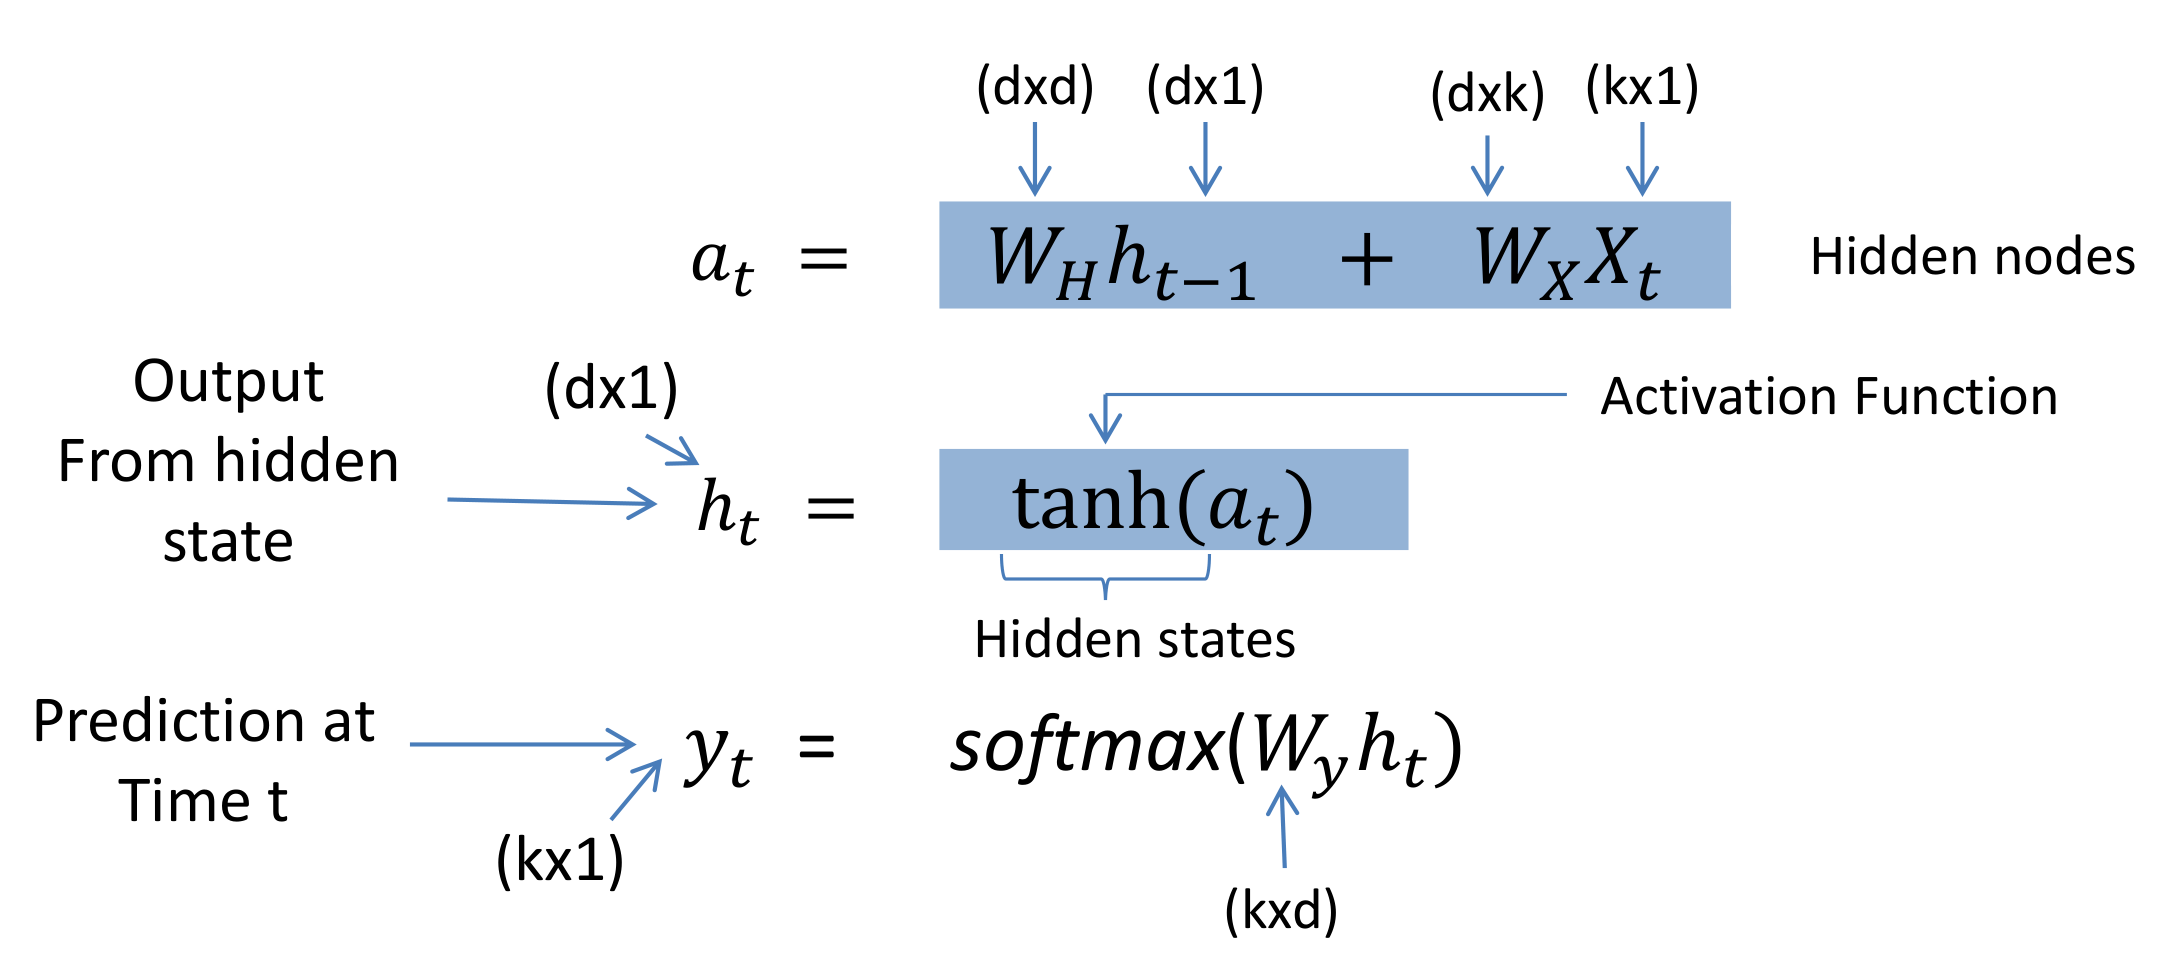 (dxd) (dx1) (dxk) (kx1)
a_t = W_H h_{t−1} + W_X X_t Hidden nodes
Output
From hidden
state
(dx1)
Activation Function
h_t = tanh(a_t)
Hidden states
Prediction at
Time t
y_t = softmax(W_y h_t)
(kx1)
(kxd)